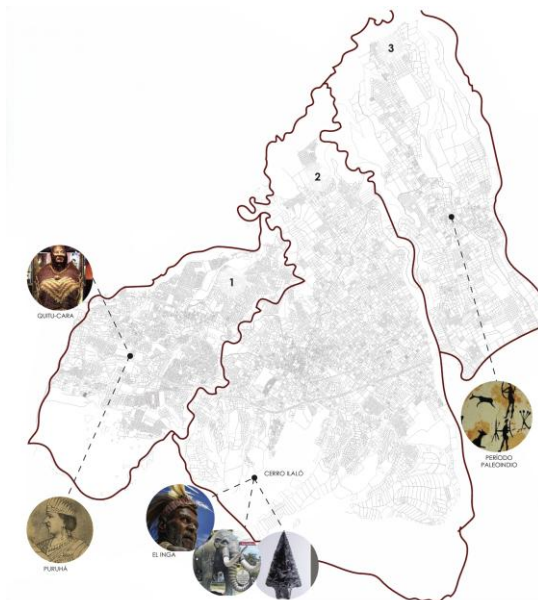 3
2
1
QUITU-CARA
PERÍODO
PALEOINDIO
CERRO ILALÓ
EL INGA
PURUHÁ